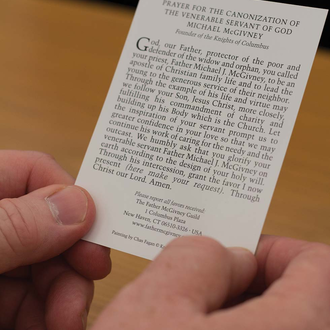 PRAYER FOR THE CANONIZATION OF
THE VENERABLE SERVANT OF GOD
MICHAEL McGIVNEY
Founder of the Knights of Columbus
God, our Father, protector of the poor and
defender of the widow and orphan, you called
your priest, Father Michael J. McGivney, to be an
apostle of Christian family life and to lead the
young to the generous service of their neighbor.
Through the example of his life and virtue may
we follow your Son, Jesus Christ, more closely,
fulfilling his commandment of charity and
building up his Body which is the Church. Let
the inspiration of your servant prompt us to
greater confidence in your love so that we may
continue his work of caring for the needy and the
outcast. We humbly ask that you glorify your
venerable servant Father Michael J. McGivney on
earth according to the design of your holy will.
Through his intercession, grant the favor I now
present (here make your request). Through
Christ our Lord. Amen.
Please report all favors received:
The Father McGivney Guild
1 Columbus Plaza
New Haven, CT 06510-3326 • USA
www.fathermcgivney
Painting by Chas Fagan ©